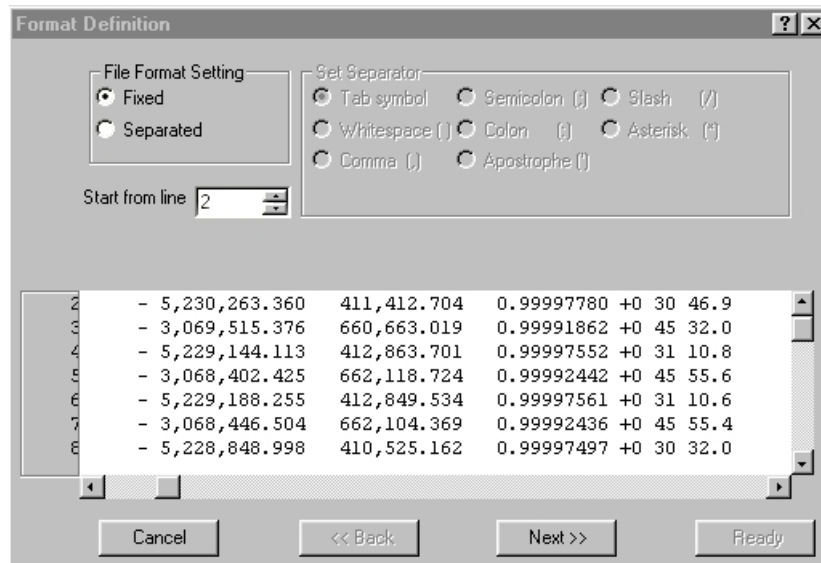 Format Definition
File Format Setting
Fixed
Separated
Set Separator
Tab symbol Semicolon (;) Slash (/)
Whitespace ( ) Colon (:) Asterisk (*)
Comma (,) Apostrophe (')
Start from line 2
2 - 5,230,263.360 411,412.704 0.99997780 +0 30 46.9
3 - 3,069,515.376 660,663.019 0.99991862 +0 45 32.0
4 - 5,229,144.113 412,863.701 0.99997552 +0 31 10.8
5 - 3,068,402.425 662,118.724 0.99992442 +0 45 55.6
6 - 5,229,188.255 412,849.534 0.99997561 +0 31 10.6
7 - 3,068,446.504 662,104.369 0.99992436 +0 45 55.4
8 - 5,228,848.998 410,525.162 0.99997497 +0 30 32.0
Cancel << Back Next >> Ready